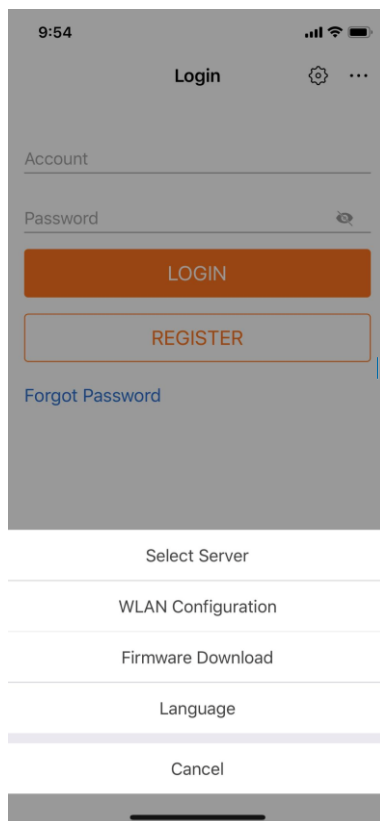 9:54
Login
Account
Password
LOGIN
REGISTER
Forgot Password
Select Server
WLAN Configuration
Firmware Download
Language
Cancel